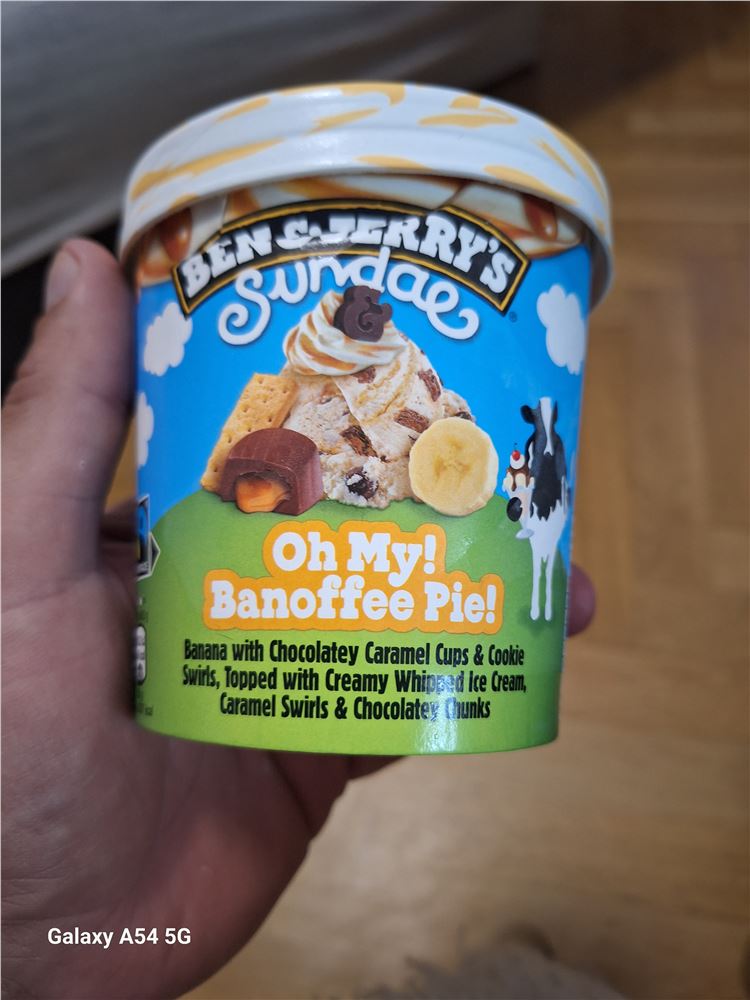 BEN & JERRY'S
Sundae
Oh My!
Banoffee Pie!
Banana with Chocolatey Caramel Cups & Cookie
Swirls, Topped with Creamy Whipped Ice Cream,
Caramel Swirls & Chocolatey Chunks
Galaxy A54 5G